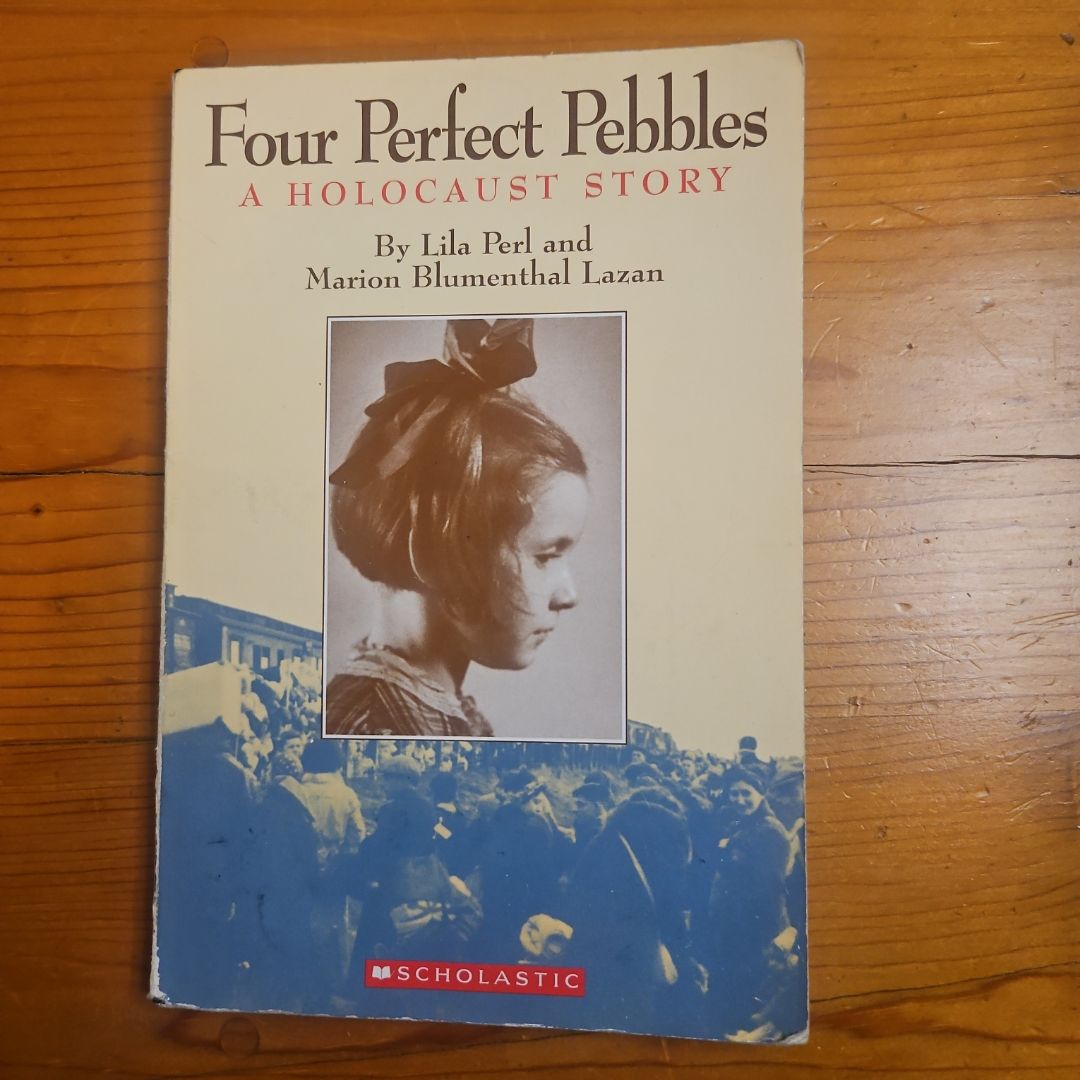 Four Perfect Pebbles
A HOLOCAUST STORY
By Lila Perl and
Marion Blumenthal Lazan
SCHOLASTIC